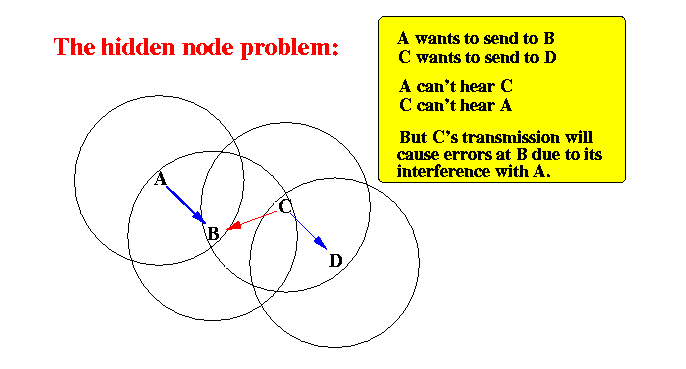 The hidden node problem:
A wants to send to B
C wants to send to D
A can't hear C
C can't hear A
But C's transmission will
cause errors at B due to its
interference with A.
A
B
C
D